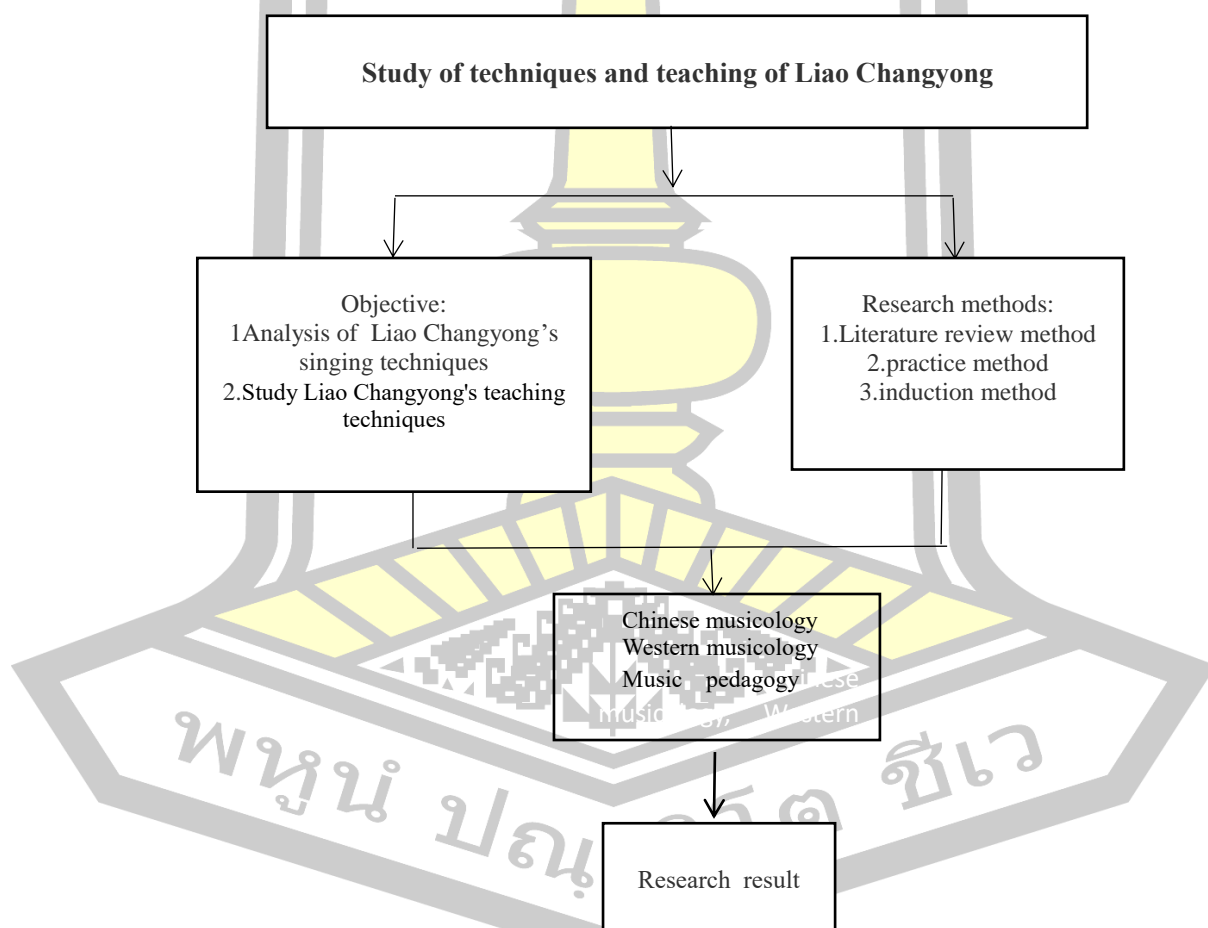 Study of techniques and teaching of Liao Changyong
Objective:
1Analysis of Liao Changyong’s
singing techniques
2.Study Liao Changyong's teaching
techniques
Research methods:
1.Literature review method
2.practice method
3.induction method
Chinese musicology
Western musicology
Music pedagogy
Western
Research result
พหูนํ ปณฺ ชีเว